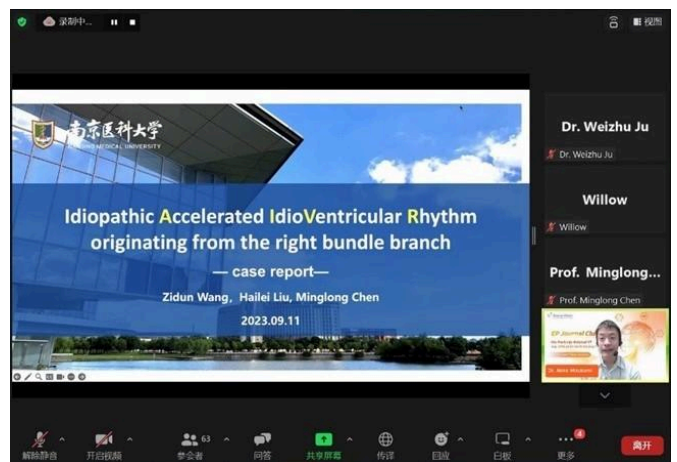 录制中...
视图
南京医科大学
NANJING MEDICAL UNIVERSITY
Idiopathic Accelerated IdioVentricular Rhythm
originating from the right bundle branch
— case report—
Zidun Wang, Hailei Liu, Minglong Chen
2023.09.11
Dr. Weizhu Ju
Dr. Weizhu Ju
Willow
Willow
Prof. Minglong...
Prof. Minglong Chen
EP Journal Club
解除静音
开启视频
63
参会者
问答
共享屏幕
传译
回应
白板
4
更多
离开